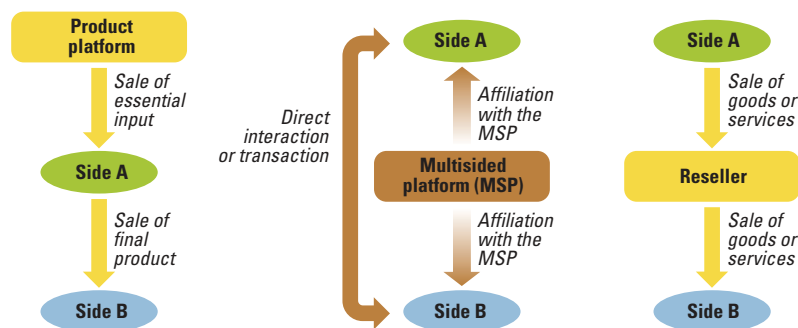 Product
platform
Sale of
essential
input
Side A
Sale of
final
product
Side B
Direct
interaction
or transaction
Side A
Affiliation
with the
MSP
Multisided
platform (MSP)
Affiliation
with the
MSP
Side B
Side A
Sale of
goods or
services
Reseller
Sale of
goods or
services
Side B